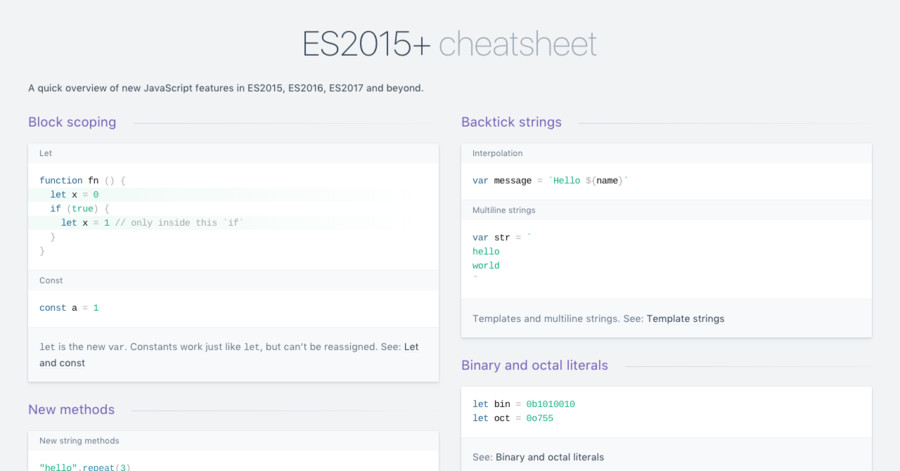 ES2015+ cheatsheet
A quick overview of new JavaScript features in ES2015, ES2016, ES2017 and beyond.
Block scoping
Let
function fn () {
  let x = 0
  if (true) {
    let x = 1 // only inside this `if`
  }
}
Const
const a = 1
let is the new var. Constants work just like let, but can’t be reassigned. See: Let
and const
New methods
New string methods
"hello".repeat(3)
Backtick strings
Interpolation
var message = `Hello ${name}`
Multiline strings
var str = `
hello
world
`
Templates and multiline strings. See: Template strings
Binary and octal literals
let bin = 0b1010010
let oct = 0o755
See: Binary and octal literals